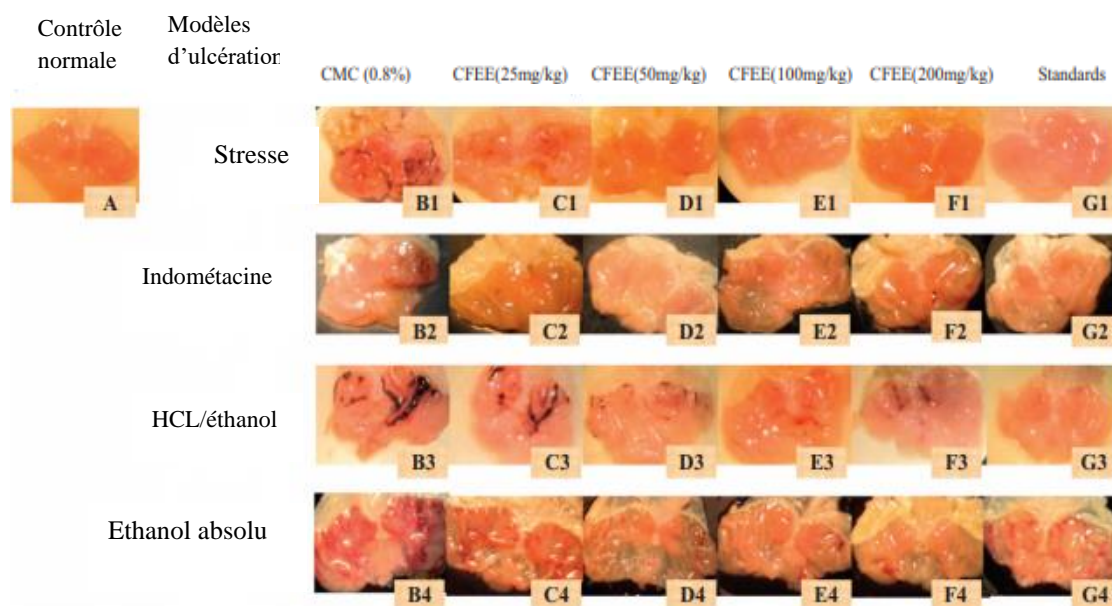 Contrôle
normale
Modèles
d'ulcération
CMC (0.8%) CFEE(25mg/kg) CFEE(50mg/kg) CFEE(100mg/kg) CFEE(200mg/kg) Standards
A
Stresse
B1 C1 D1 E1 F1 G1
Indométacine
B2 C2 D2 E2 F2 G2
HCL/éthanol
B3 C3 D3 E3 F3 G3
Ethanol absolu
B4 C4 D4 E4 F4 G4